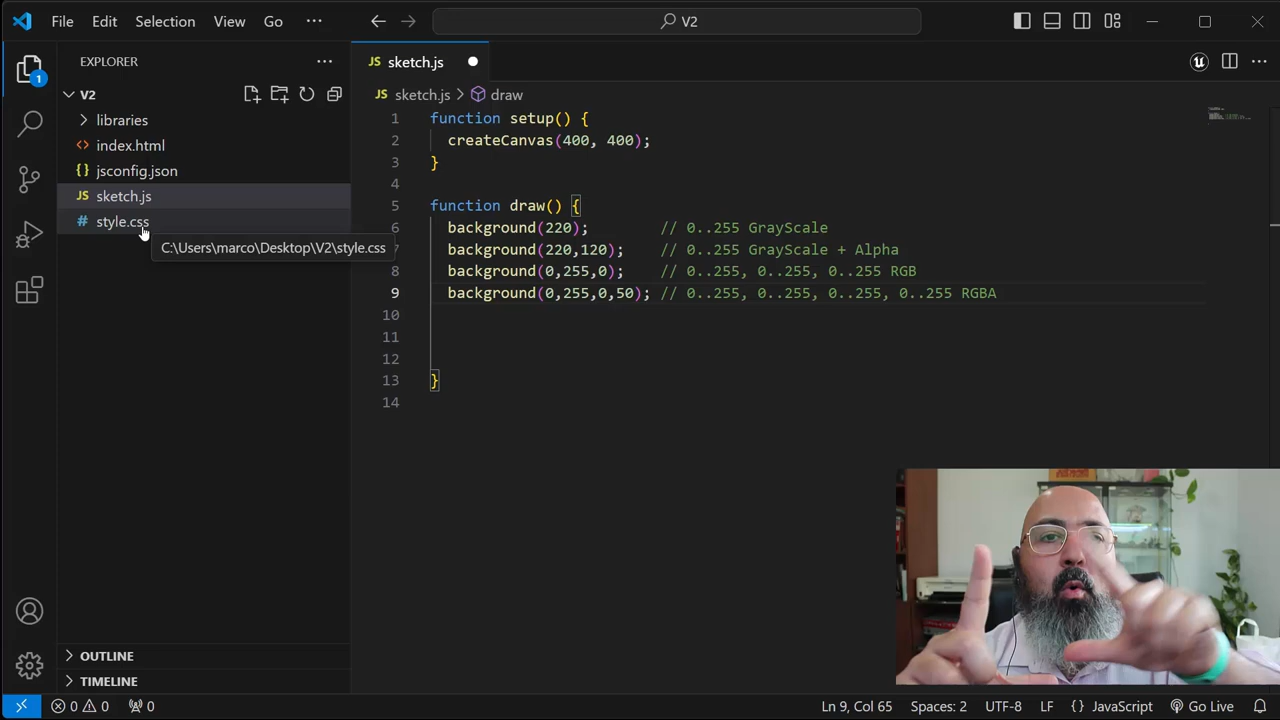 File Edit Selection View Go ··· V2
EXPLORER ···
V2
libraries
index.html
{} jsconfig.json
JS sketch.js
# style.css
C:\Users\marco\Desktop\V2\style.css
OUTLINE
TIMELINE
1
JS sketch.js
JS sketch.js > draw
1 function setup() {
2 createCanvas(400, 400);
3 }
4
5 function draw() {
6 background(220); // 0..255 GrayScale
7 background(220,120); // 0..255 GrayScale + Alpha
8 background(0,255,0); // 0..255, 0..255, 0..255 RGB
9 background(0,255,0,50); // 0..255, 0..255, 0..255, 0..255 RGBA
10
11
12
13 }
14
0 0 0 Ln 9, Col 65 Spaces: 2 UTF-8 LF {} JavaScript Go Live